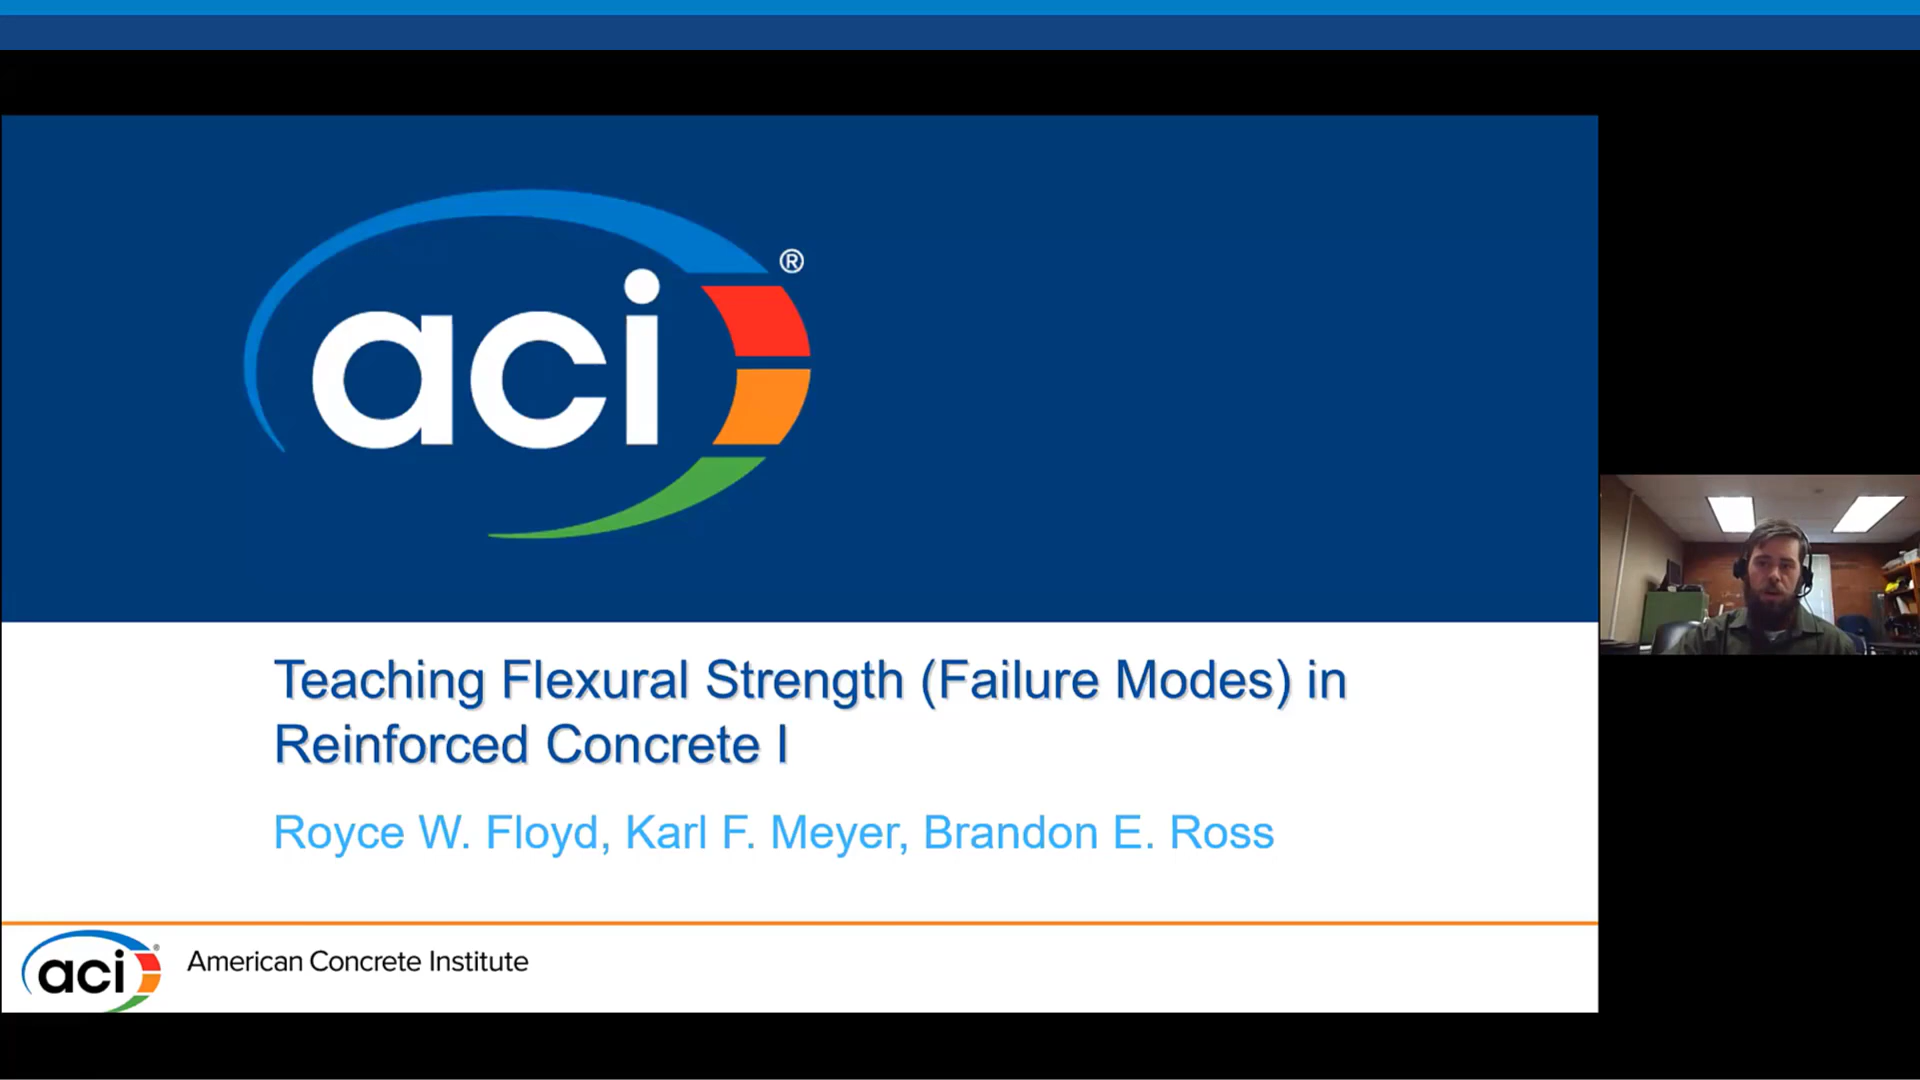 aci®
Teaching Flexural Strength (Failure Modes) in
Reinforced Concrete I
Royce W. Floyd, Karl F. Meyer, Brandon E. Ross
aci®
American Concrete Institute